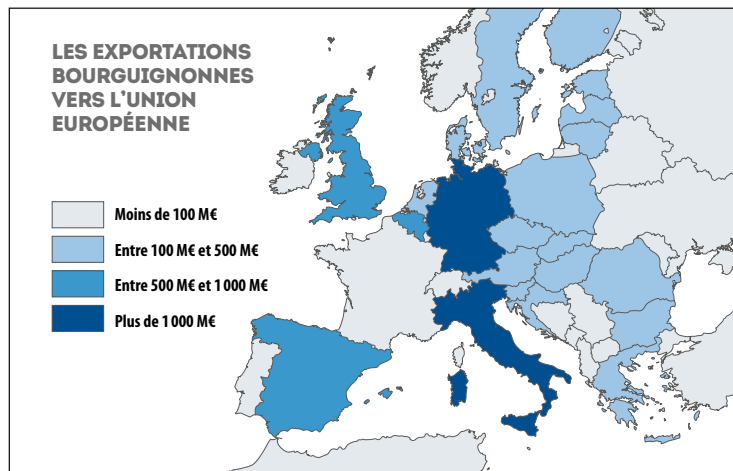 LES EXPORTATIONS
BOURGUIGNONNES
VERS L'UNION
EUROPÉENNE
Moins de 100 M€
Entre 100 M€ et 500 M€
Entre 500 M€ et 1 000 M€
Plus de 1 000 M€